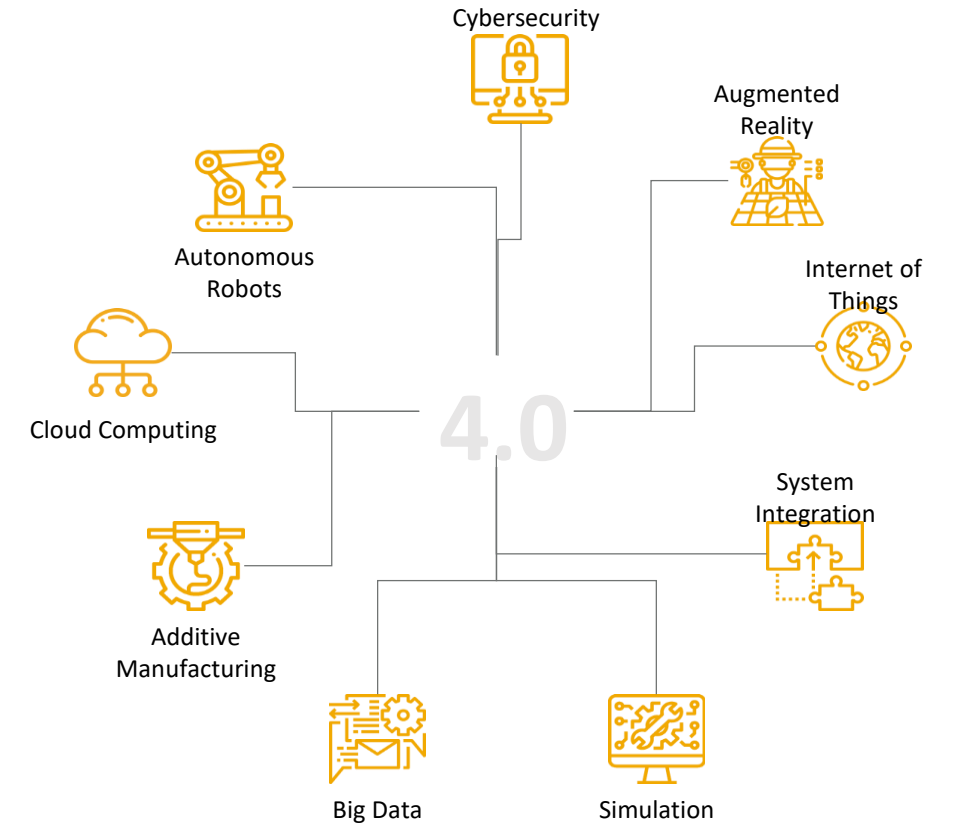 Cybersecurity
Augmented
Reality
Autonomous
Robots
Internet of
Things
Cloud Computing
4.0
System
Integration
Additive
Manufacturing
Big Data
Simulation